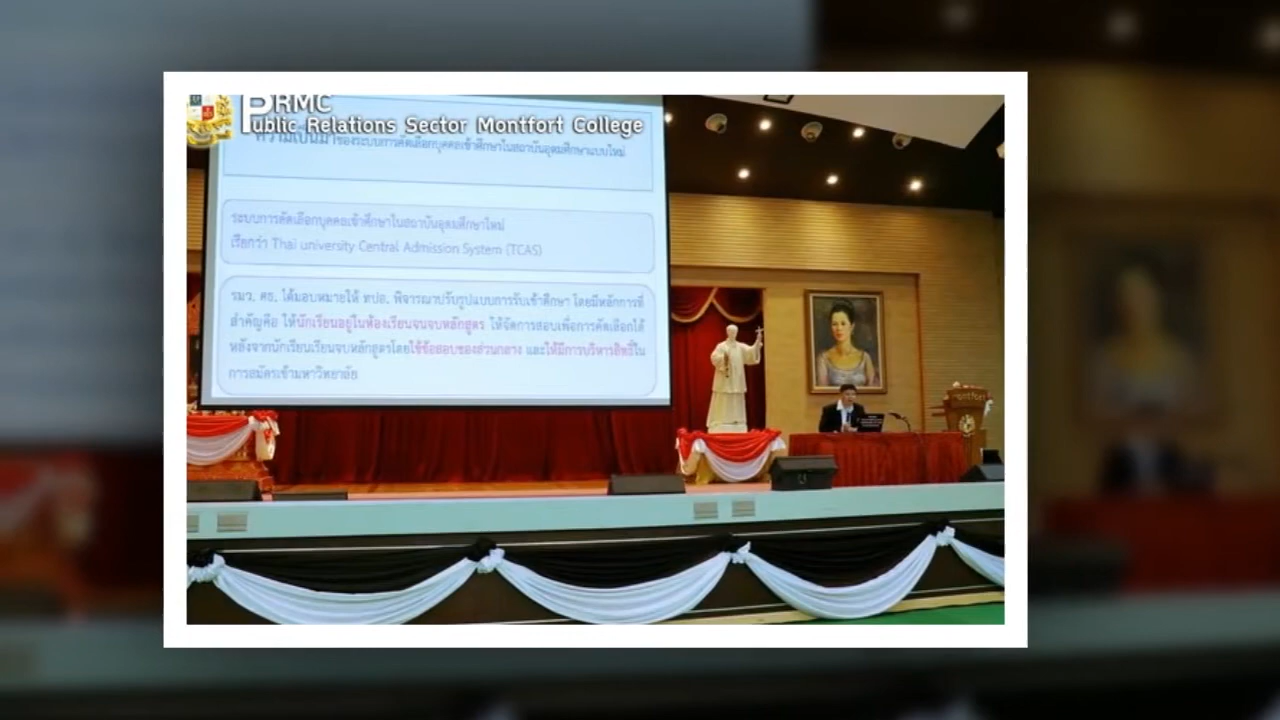 PRMC
Public Relations Sector Montfort College
ความเป็นมาของระบบการคัดเลือกบุคคลเข้าศึกษาในสถาบันอุดมศึกษาแบบใหม่
ระบบการคัดเลือกบุคคลเข้าศึกษาในสถาบันอุดมศึกษาใหม่
เรียกว่า Thai university Central Admission System (TCAS)
รมว. ศธ. ได้มอบหมายให้ ทปอ. พิจารณาปรับรูปแบบการรับเข้าศึกษา โดยมีหลักการที่
สำคัญคือ ให้นักเรียนอยู่ในห้องเรียนจนจบหลักสูตร ให้จัดการสอบเพื่อการคัดเลือกได้
หลังจากนักเรียนเรียนจบหลักสูตรโดยใช้ข้อสอบของส่วนกลาง และให้มีการบริหารสิทธิ์ใน
การสมัครเข้ามหาวิทยาลัย
montfort